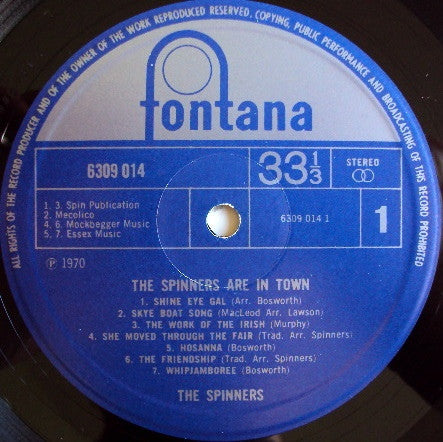 ALL RIGHTS OF THE RECORD PRODUCER AND OF THE OWNER OF THE WORK REPRODUCED RESERVED. COPYING, PUBLIC PERFORMANCE AND BROADCASTING OF THIS RECORD PROHIBITED
fontana
6309 014
33⅓
STEREO
1. 3. Spin Publication
2. Mecolico
4. 6. Mockbegger Music
5. 7. Essex Music
6309 014 1
1
℗ 1970
THE SPINNERS ARE IN TOWN
1. SHINE EYE GAL (Arr. Bosworth)
2. SKYE BOAT SONG (MacLeod Arr. Lawson)
3. THE WORK OF THE IRISH (Murphy)
4. SHE MOVED THROUGH THE FAIR (Trad. Arr. Spinners)
5. HOSANNA (Bosworth)
6. THE FRIENDSHIP (Trad. Arr. Spinners)
7. WHIPJAMBOREE (Bosworth)
THE SPINNERS